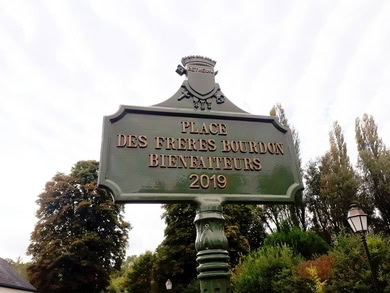 PLACE
DES FRERES BOURDON
BIENFAITEURS
2019